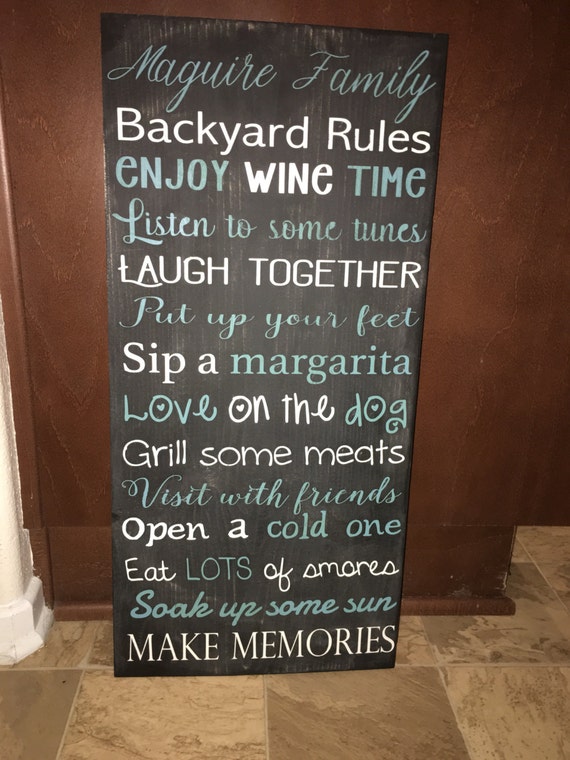 Maguire Family
Backyard Rules
ENJOY WINE TIME
Listen to some tunes
LAUGH TOGETHER
Put up your feet
Sip a margarita
Love on the dog
Grill some meats
Visit with friends
Open a cold one
Eat LOTS of smores
Soak up some sun
MAKE MEMORIES